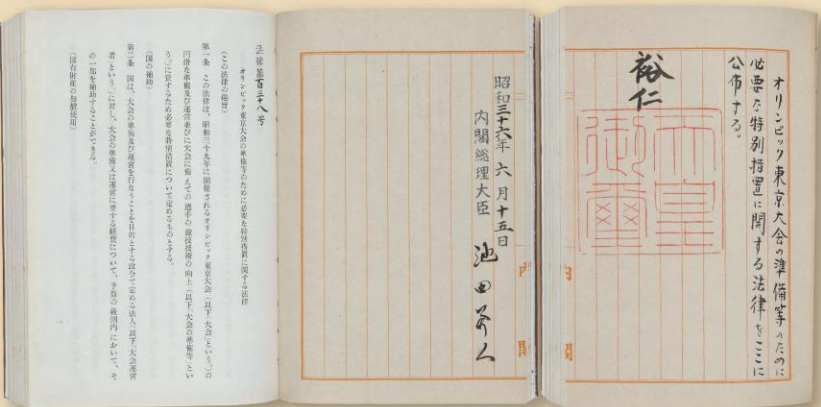 オリンピック東京大会の準備等のために
必要な特別措置に関する法律をここに
公布する。
裕仁
天皇
御璽
昭和三十六年六月十五日
内閣総理大臣 池田勇人
内閣
内閣
法律第百三十八号
オリンピック東京大会の準備等のために必要な特別措置に関する法律
(この法律の趣旨)
第一条 この法律は、昭和三十九年に開催されるオリンピック東京大会(以下「大会」という。)の
円滑な準備及び運営並びに大会に備えての選手の競技技術の向上(以下「大会の準備等」とい
う。)に資するため必要な特別措置について定めるものとする。
(国の補助)
第二条 国は、大会の準備及び運営を行なうことを目的とする政令で定める法人(以下「大会運営
者」という。)に対し、大会の準備又は運営に要する経費について、予算の範囲内において、そ
の一部を補助することができる。
(国有財産の無償使用)